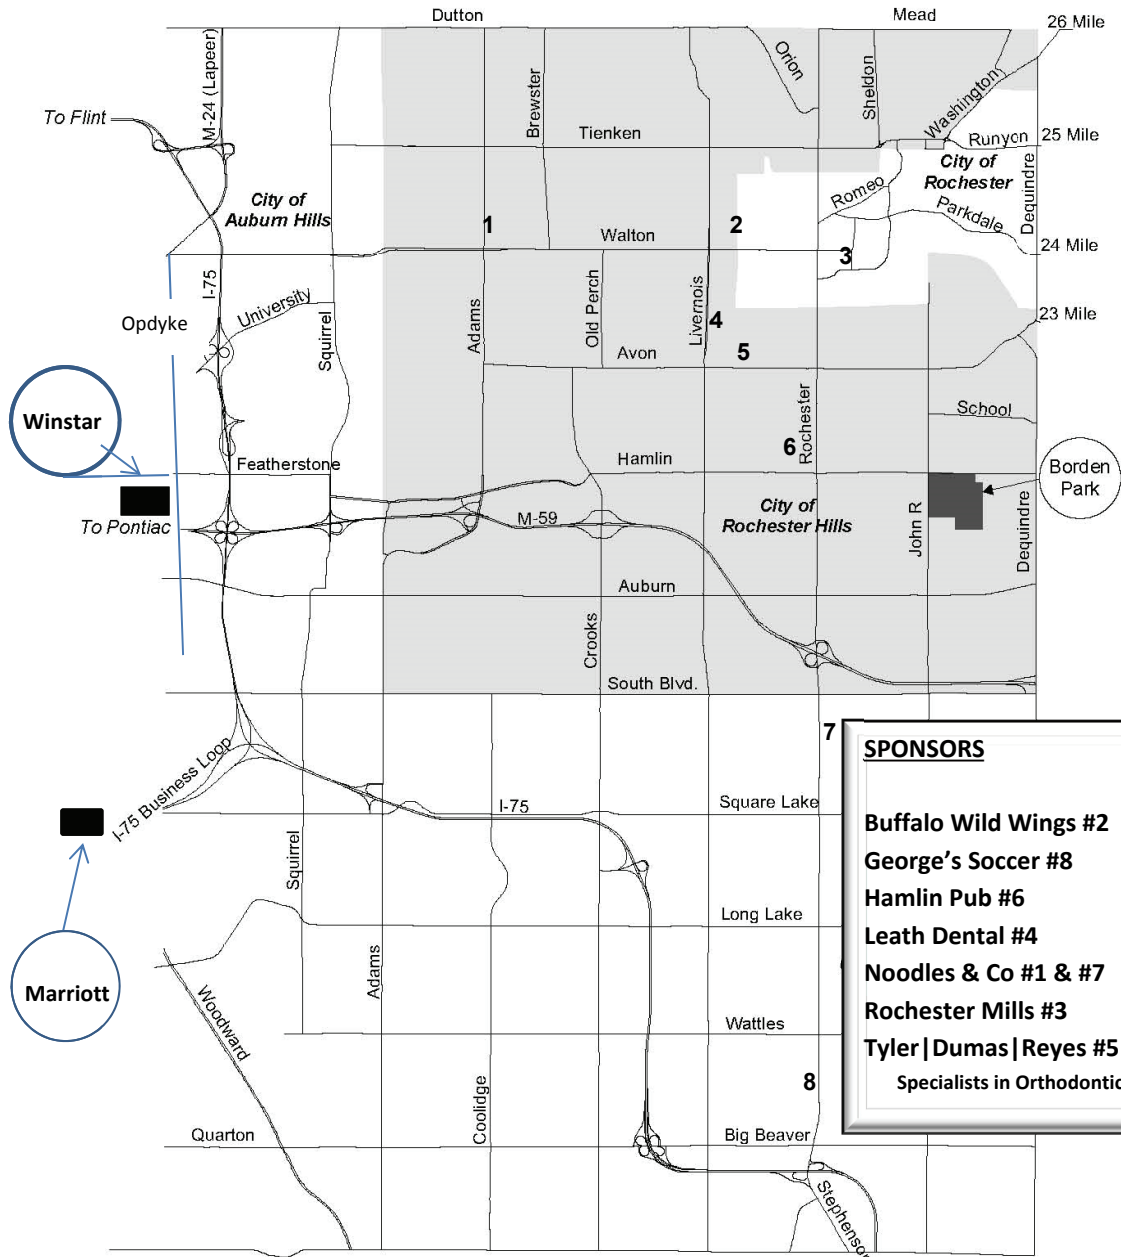 Dutton
Mead
26 Mile
M-24 (Lapeer)
Orion
Sheldon
Washington
To Flint
Brewster
Tienken
Runyon
25 Mile
City of
Auburn Hills
City of
Rochester
Romeo
Parkdale
Dequindre
1
2
Walton
3
24 Mile
I-75
Opdyke
University
Squirrel
Adams
Old Perch
Livernois
4
23 Mile
Avon
5
Winstar
School
Rochester
6
Featherstone
Hamlin
Borden
Park
To Pontiac
M-59
City of
Rochester Hills
John R
Dequindre
Auburn
Crooks
South Blvd.
7
I-75 Business Loop
I-75
Square Lake
Squirrel
Long Lake
Adams
Marriott
Woodward
Wattles
8
Coolidge
Quarton
Big Beaver
Stephenson
SPONSORS
Buffalo Wild Wings #2
George’s Soccer #8
Hamlin Pub #6
Leath Dental #4
Noodles & Co #1 & #7
Rochester Mills #3
Tyler|Dumas|Reyes #5
Specialists in Orthodontic